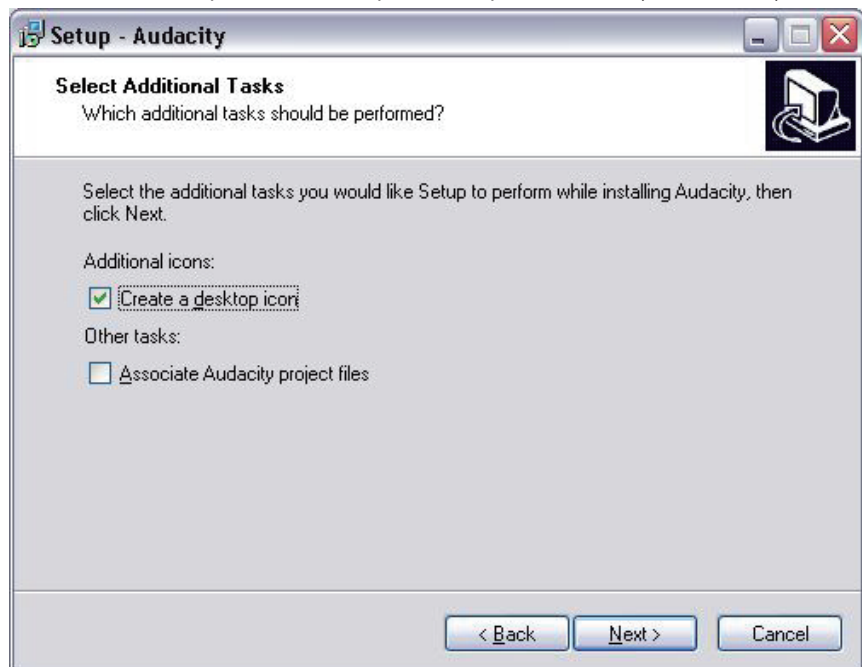 Setup - Audacity
Select Additional Tasks
Which additional tasks should be performed?
Select the additional tasks you would like Setup to perform while installing Audacity, then
click Next.
Additional icons:
Create a desktop icon
Other tasks:
Associate Audacity project files
< Back
Next >
Cancel